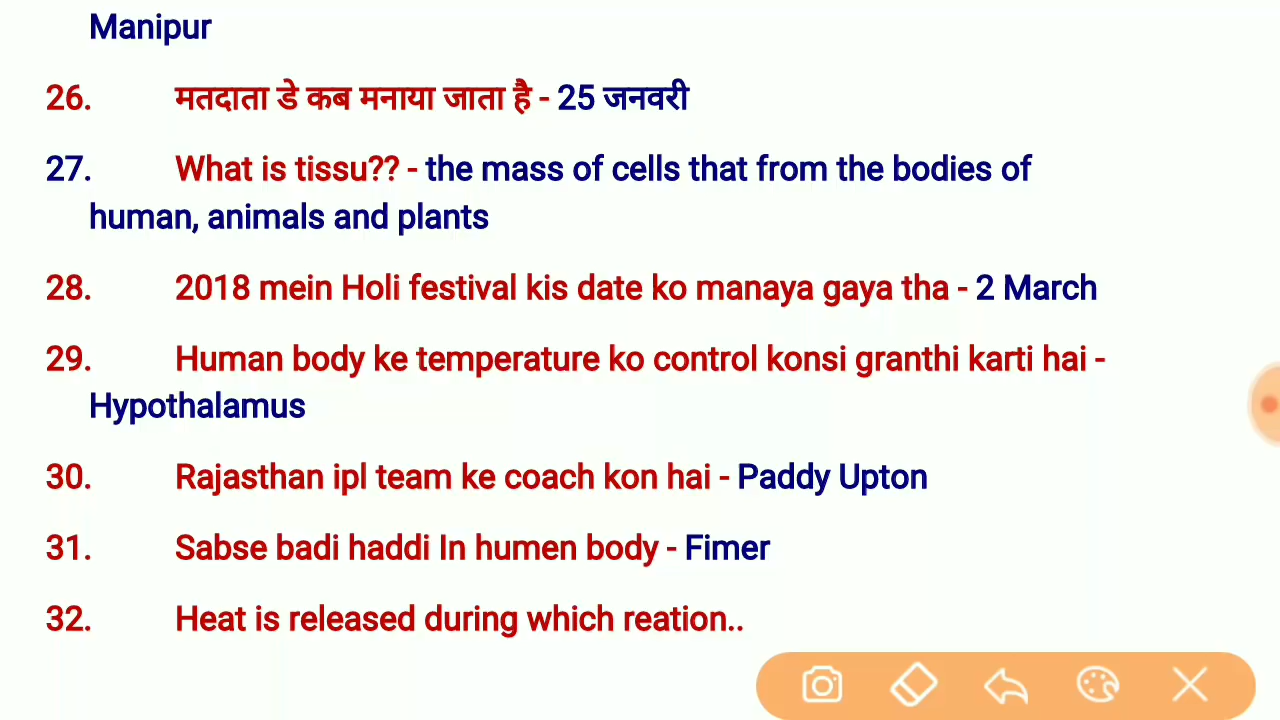 Manipur
26. मतदाता डे कब मनाया जाता है - 25 जनवरी
27. What is tissu?? - the mass of cells that from the bodies of
human, animals and plants
28. 2018 mein Holi festival kis date ko manaya gaya tha - 2 March
29. Human body ke temperature ko control konsi granthi karti hai -
Hypothalamus
30. Rajasthan ipl team ke coach kon hai - Paddy Upton
31. Sabse badi haddi In humen body - Fimer
32. Heat is released during which reation..